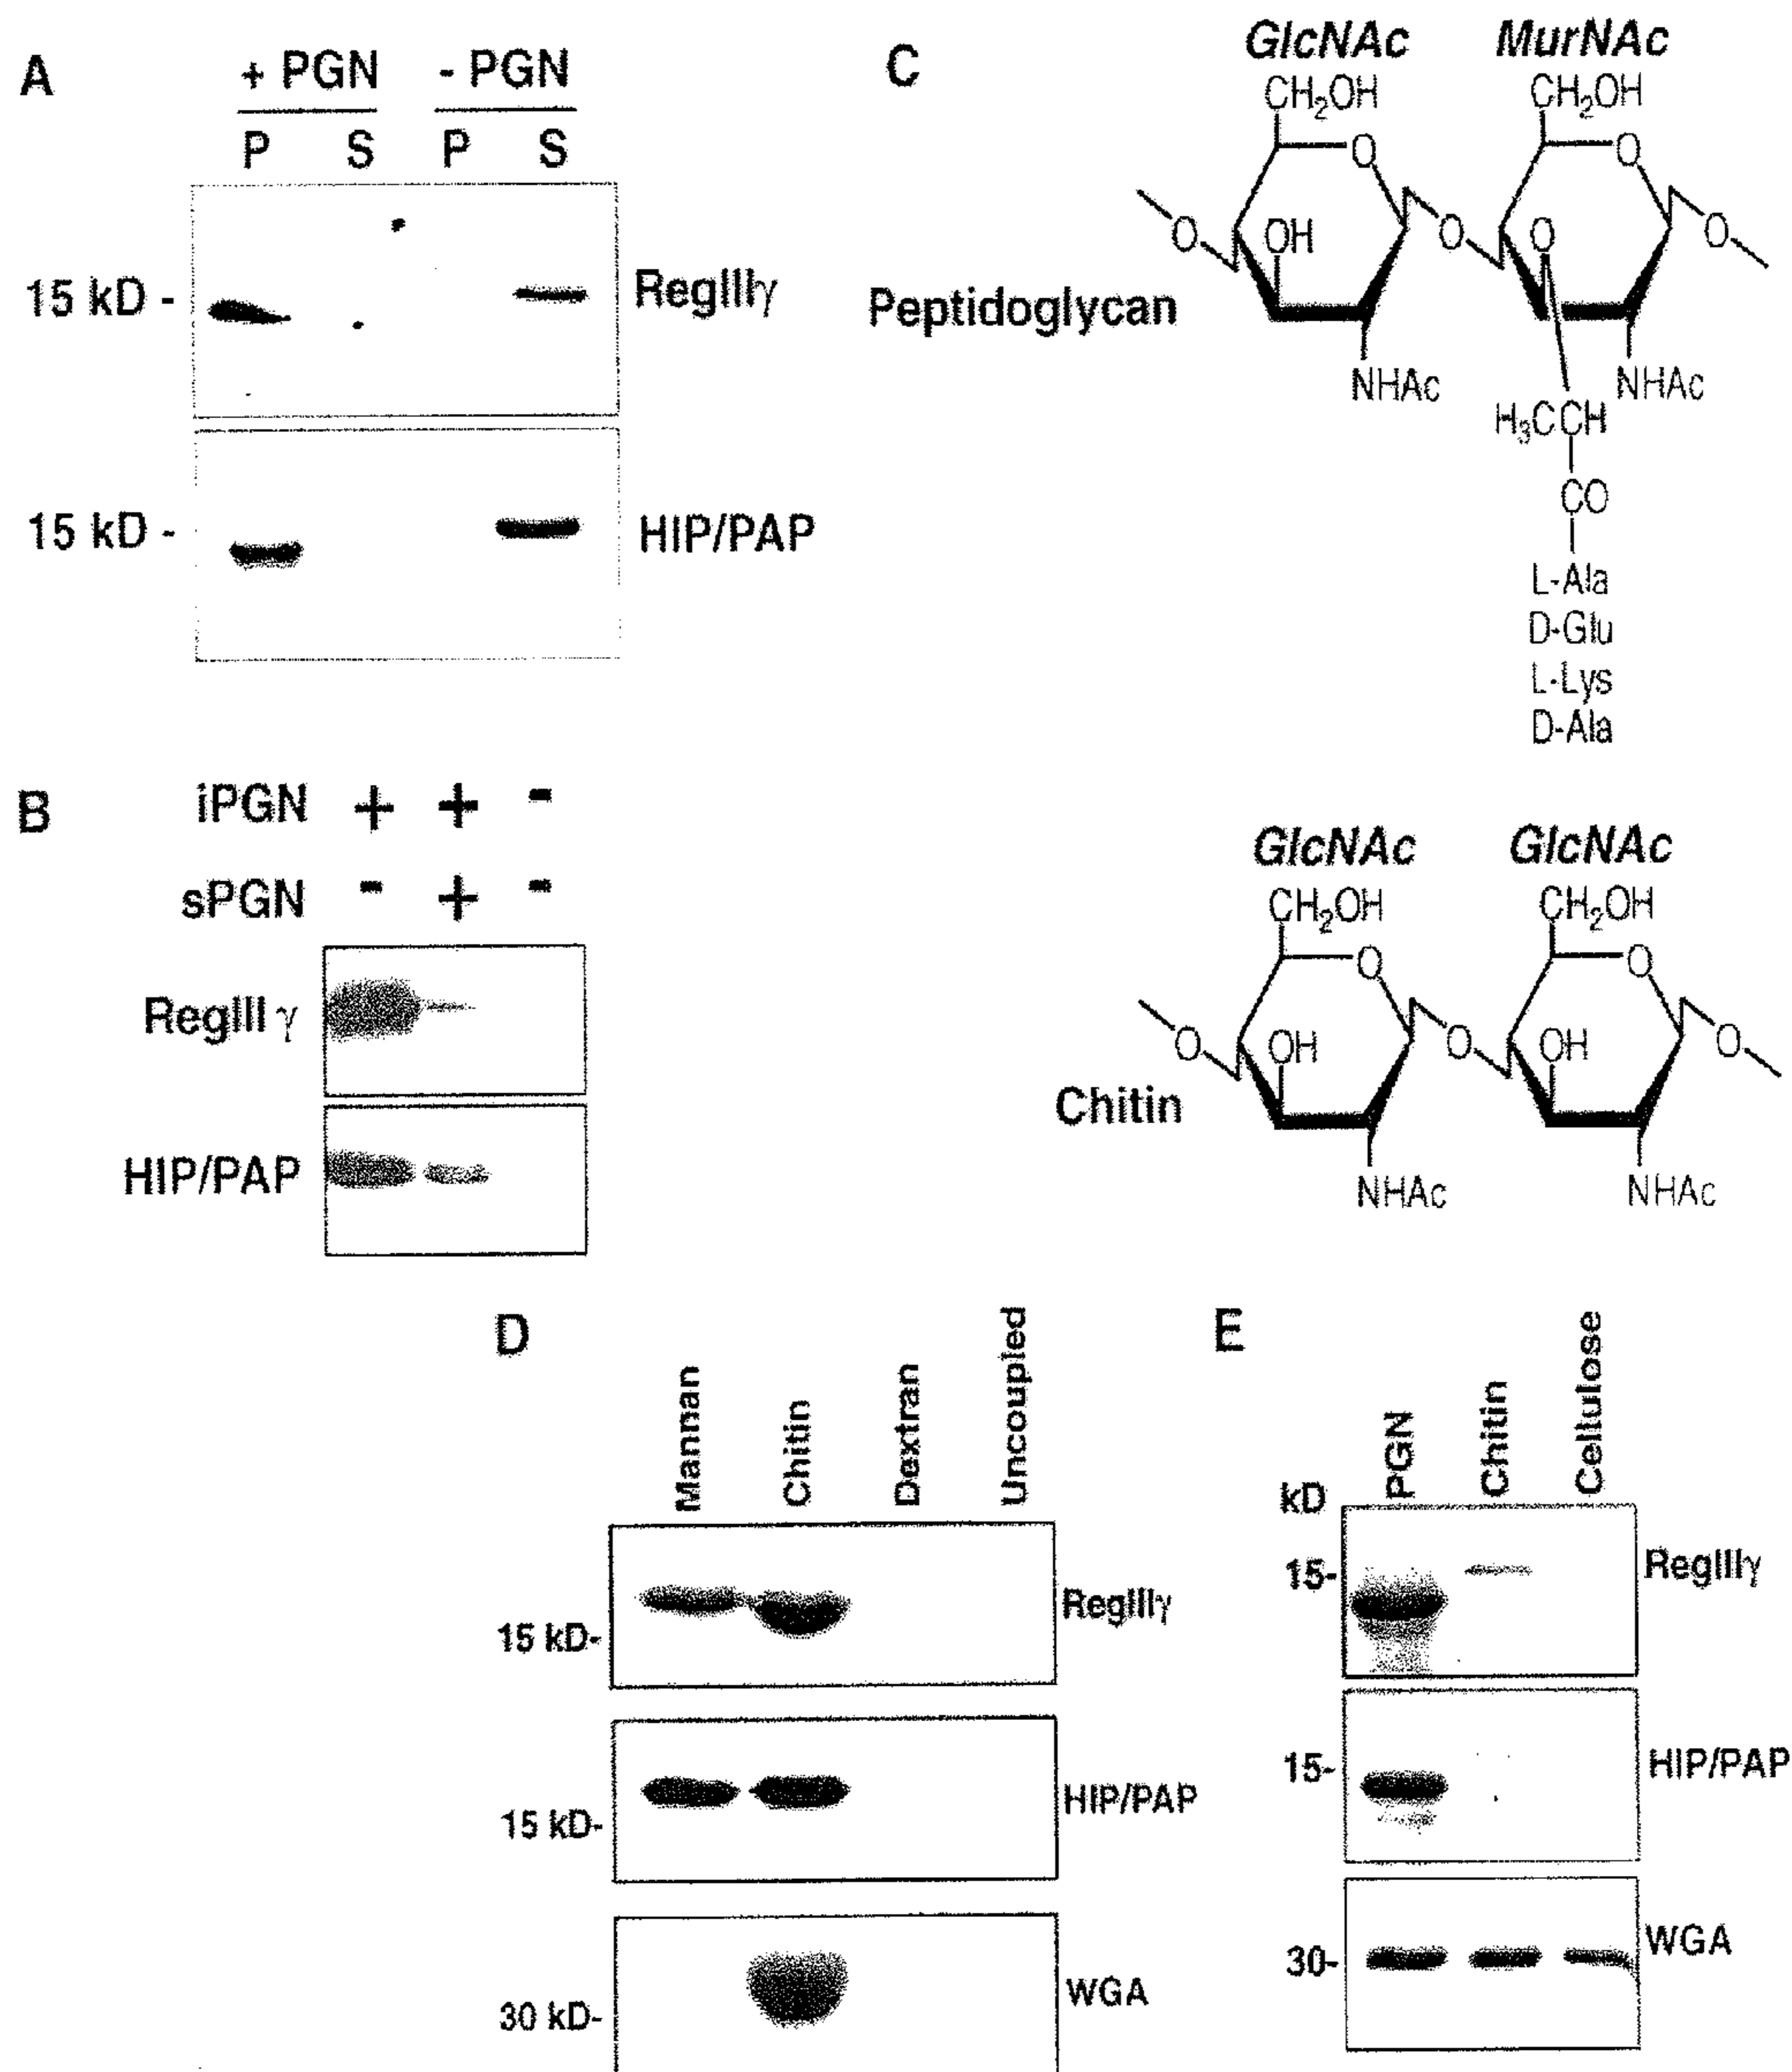 A
+ PGN - PGN
P S P S
15 kD - RegIIIγ
15 kD - HIP/PAP
B
iPGN + + -
sPGN - + -
RegIII γ
HIP/PAP
C
GlcNAc MurNAc
CH2OH CH2OH
O O
O OH O O O
Peptidoglycan
NHAc NHAc
H3CCH
CO
L-Ala
D-Glu
L-Lys
D-Ala
GlcNAc GlcNAc
CH2OH CH2OH
O O
O OH O OH O
Chitin
NHAc NHAc
D
Mannan Chitin Dextran Uncoupled
15 kD- RegIIIγ
15 kD- HIP/PAP
30 kD- WGA
E
PGN Chitin Cellulose
kD
15- RegIIIγ
15- HIP/PAP
30- WGA